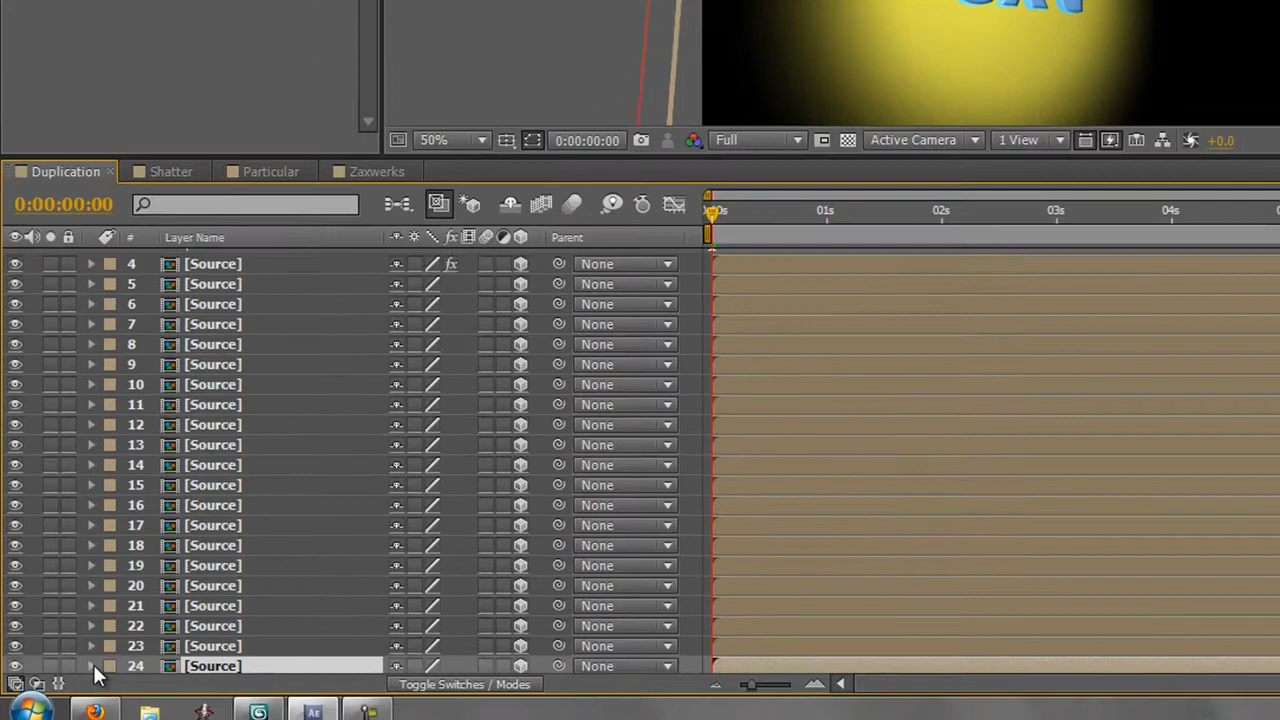 50%
0:00:00:00
Full
Active Camera
1 View
+0.0
Duplication
Shatter
Particular
Zaxwerks
0:00:00:00
01s
02s
03s
04s
#
Layer Name
fx
Parent
4 [Source] fx None
5 [Source] None
6 [Source] None
7 [Source] None
8 [Source] None
9 [Source] None
10 [Source] None
11 [Source] None
12 [Source] None
13 [Source] None
14 [Source] None
15 [Source] None
16 [Source] None
17 [Source] None
18 [Source] None
19 [Source] None
20 [Source] None
21 [Source] None
22 [Source] None
23 [Source] None
24 [Source] None
Toggle Switches / Modes
Ae